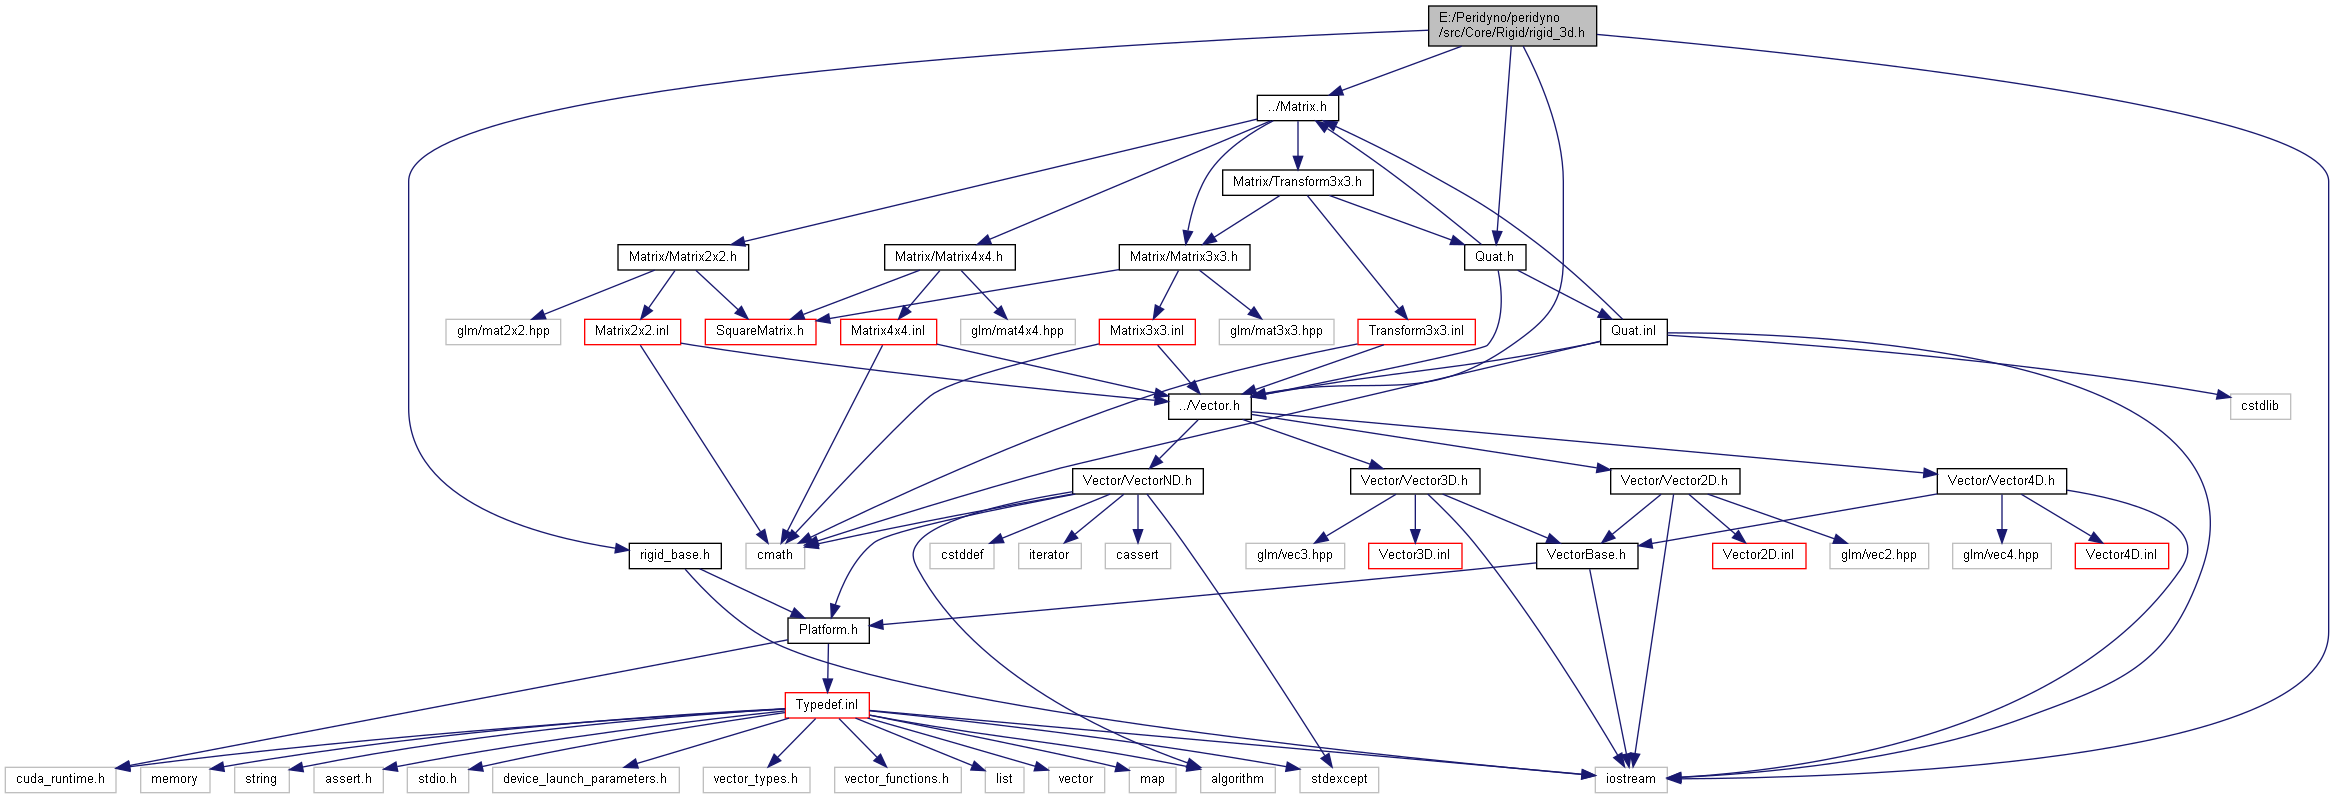 E:/Peridyno/peridyno
/src/Core/Rigid/rigid_3d.h
../Matrix.h
Matrix/Transform3x3.h
Matrix/Matrix2x2.h
Matrix/Matrix4x4.h
Matrix/Matrix3x3.h
Quat.h
glm/mat2x2.hpp
Matrix2x2.inl
SquareMatrix.h
Matrix4x4.inl
glm/mat4x4.hpp
Matrix3x3.inl
glm/mat3x3.hpp
Transform3x3.inl
Quat.inl
../Vector.h
cstdlib
Vector/VectorND.h
Vector/Vector3D.h
Vector/Vector2D.h
Vector/Vector4D.h
rigid_base.h
cmath
cstddef
iterator
cassert
glm/vec3.hpp
Vector3D.inl
VectorBase.h
Vector2D.inl
glm/vec2.hpp
glm/vec4.hpp
Vector4D.inl
Platform.h
Typedef.inl
cuda_runtime.h
memory
string
assert.h
stdio.h
device_launch_parameters.h
vector_types.h
vector_functions.h
list
vector
map
algorithm
stdexcept
iostream